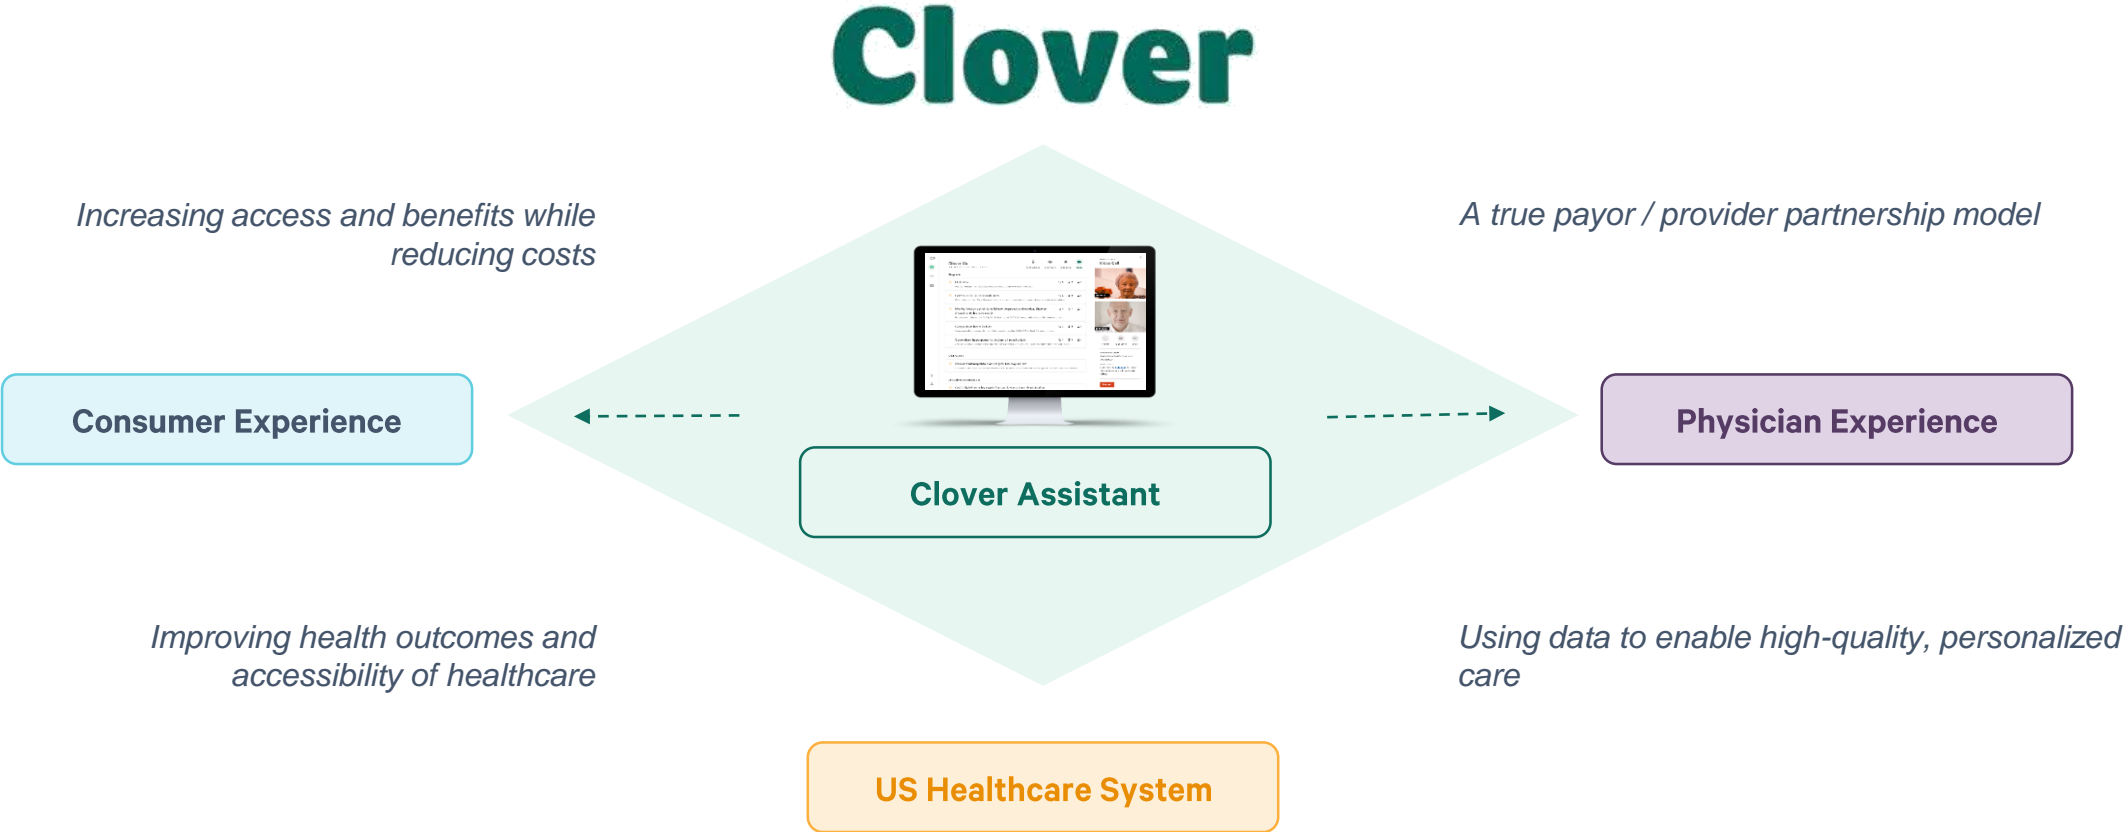 Clover
Increasing access and benefits while
reducing costs
A true payor / provider partnership model
Consumer Experience
Physician Experience
Clover Assistant
Improving health outcomes and
accessibility of healthcare
Using data to enable high-quality, personalized
care
US Healthcare System